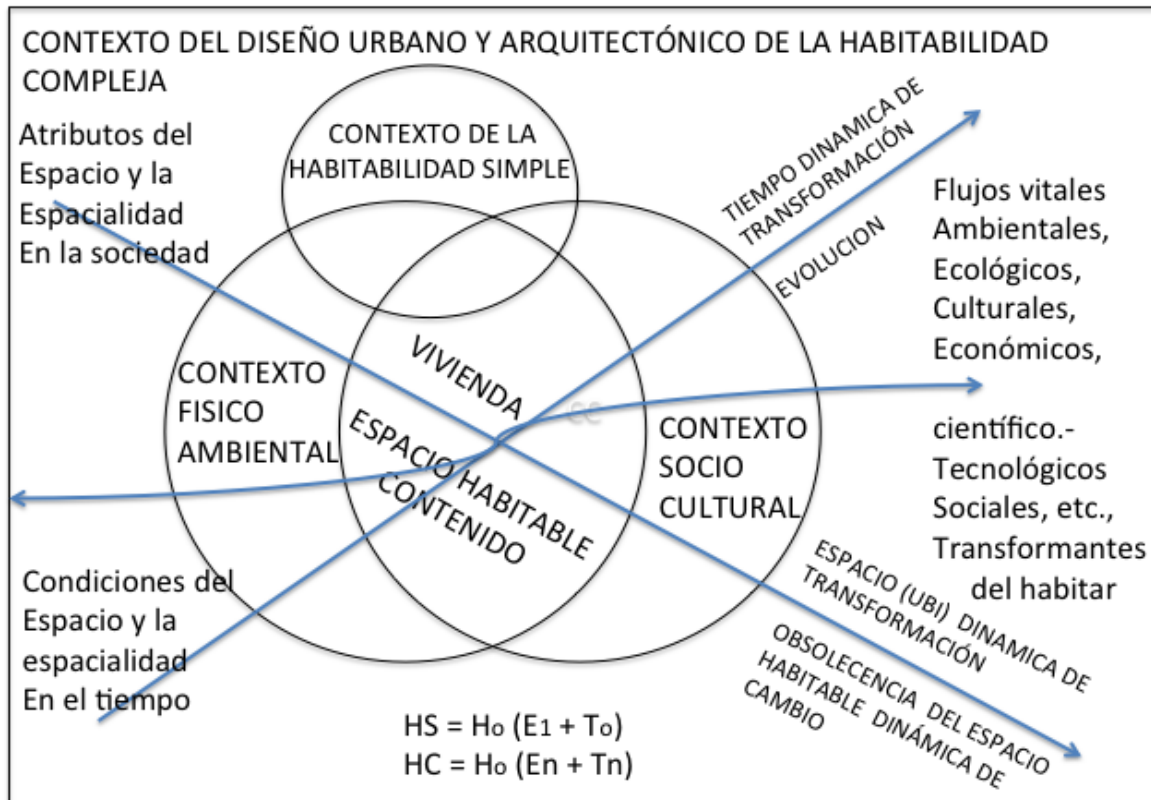 CONTEXTO DEL DISEÑO URBANO Y ARQUITECTÓNICO DE LA HABITABILIDAD
COMPLEJA
Atributos del
Espacio y la
Espacialidad
En la sociedad
CONTEXTO DE LA
HABITABILIDAD SIMPLE
TIEMPO DINAMICA DE
TRANSFORMACIÓN
EVOLUCION
Flujos vitales
Ambientales,
Ecológicos,
Culturales,
Económicos,
científico.-
Tecnológicos
Sociales, etc.,
Transformantes
del habitar
CONTEXTO
FISICO
AMBIENTAL
VIVIENDA
ESPACIO HABITABLE
CONTENIDO
CC
CONTEXTO
SOCIO
CULTURAL
Condiciones del
Espacio y la
espacialidad
En el tiempo
ESPACIO (UBI) DINAMICA DE
TRANSFORMACIÓN
OBSOLECENCIA DEL ESPACIO
HABITABLE DINÁMICA DE
CAMBIO
HS = Ho (E1 + To)
HC = Ho (En + Tn)